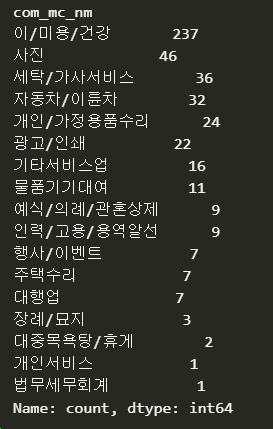 com_mc_nm
이/미용/건강 237
사진 46
세탁/가사서비스 36
자동차/이륜차 32
개인/가정용품수리 24
광고/인쇄 22
기타서비스업 16
물품기기대여 11
예식/의례/관혼상제 9
인력/고용/용역알선 9
행사/이벤트 7
주택수리 7
대행업 7
장례/묘지 3
대중목욕탕/휴게 2
개인서비스 1
법무세무회계 1
Name: count, dtype: int64